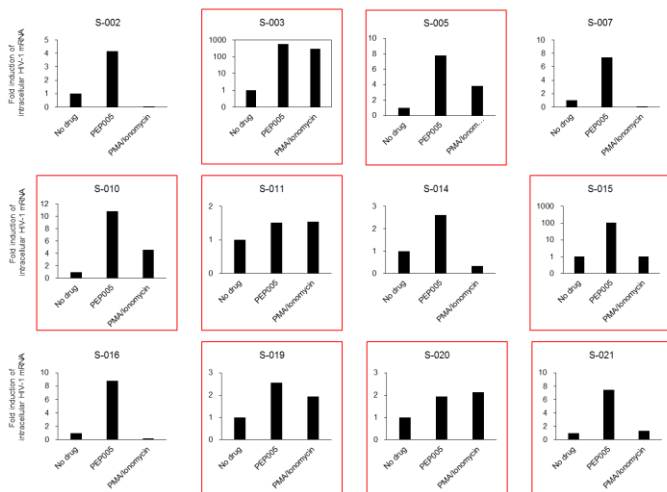 Fold induction of
intracellular HIV-1 mRNA
S-002
5
4
3
2
1
0
No drug
PEP005
PMA/Ionomycin
S-003
1000
100
10
1
0
No drug
PEP005
PMA/Ionomycin
S-005
10
8
6
4
2
0
No drug
PEP005
PMA/Ionom...
S-007
10
8
6
4
2
0
No drug
PEP005
PMA/Ionomycin
Fold induction of
intracellular HIV-1 mRNA
S-010
12
10
8
6
4
2
0
No drug
PEP005
PMA/Ionomycin
S-011
2
1
0
No drug
PEP005
PMA/Ionomycin
S-014
3
2
1
0
No drug
PEP005
PMA/Ionomycin
S-015
1000
100
10
1
0
No drug
PEP005
PMA/Ionomycin
Fold induction of
intracellular HIV-1 mRNA
S-016
10
8
6
4
2
0
No drug
PEP005
PMA/Ionomycin
S-019
3
2
1
0
No drug
PEP005
PMA/Ionomycin
S-020
3
2
1
0
No drug
PEP005
PMA/Ionomycin
S-021
10
8
6
4
2
0
No drug
PEP005
PMA/Ionomycin